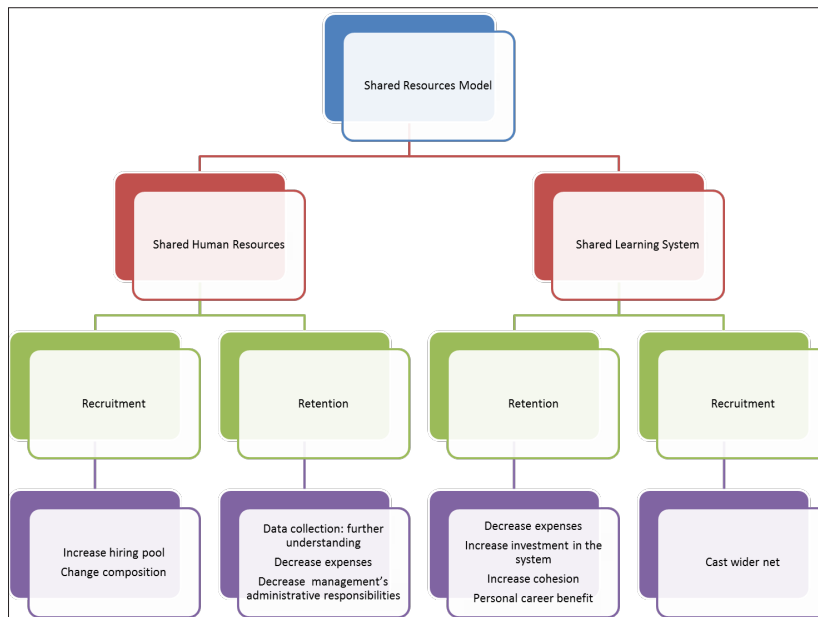 Shared Resources Model
Shared Human Resources
Shared Learning System
Recruitment
Retention
Retention
Recruitment
Increase hiring pool
Change composition
Data collection: further
understanding
Decrease expenses
Decrease management's
administrative responsibilities
Decrease expenses
Increase investment in the
system
Increase cohesion
Personal career benefit
Cast wider net